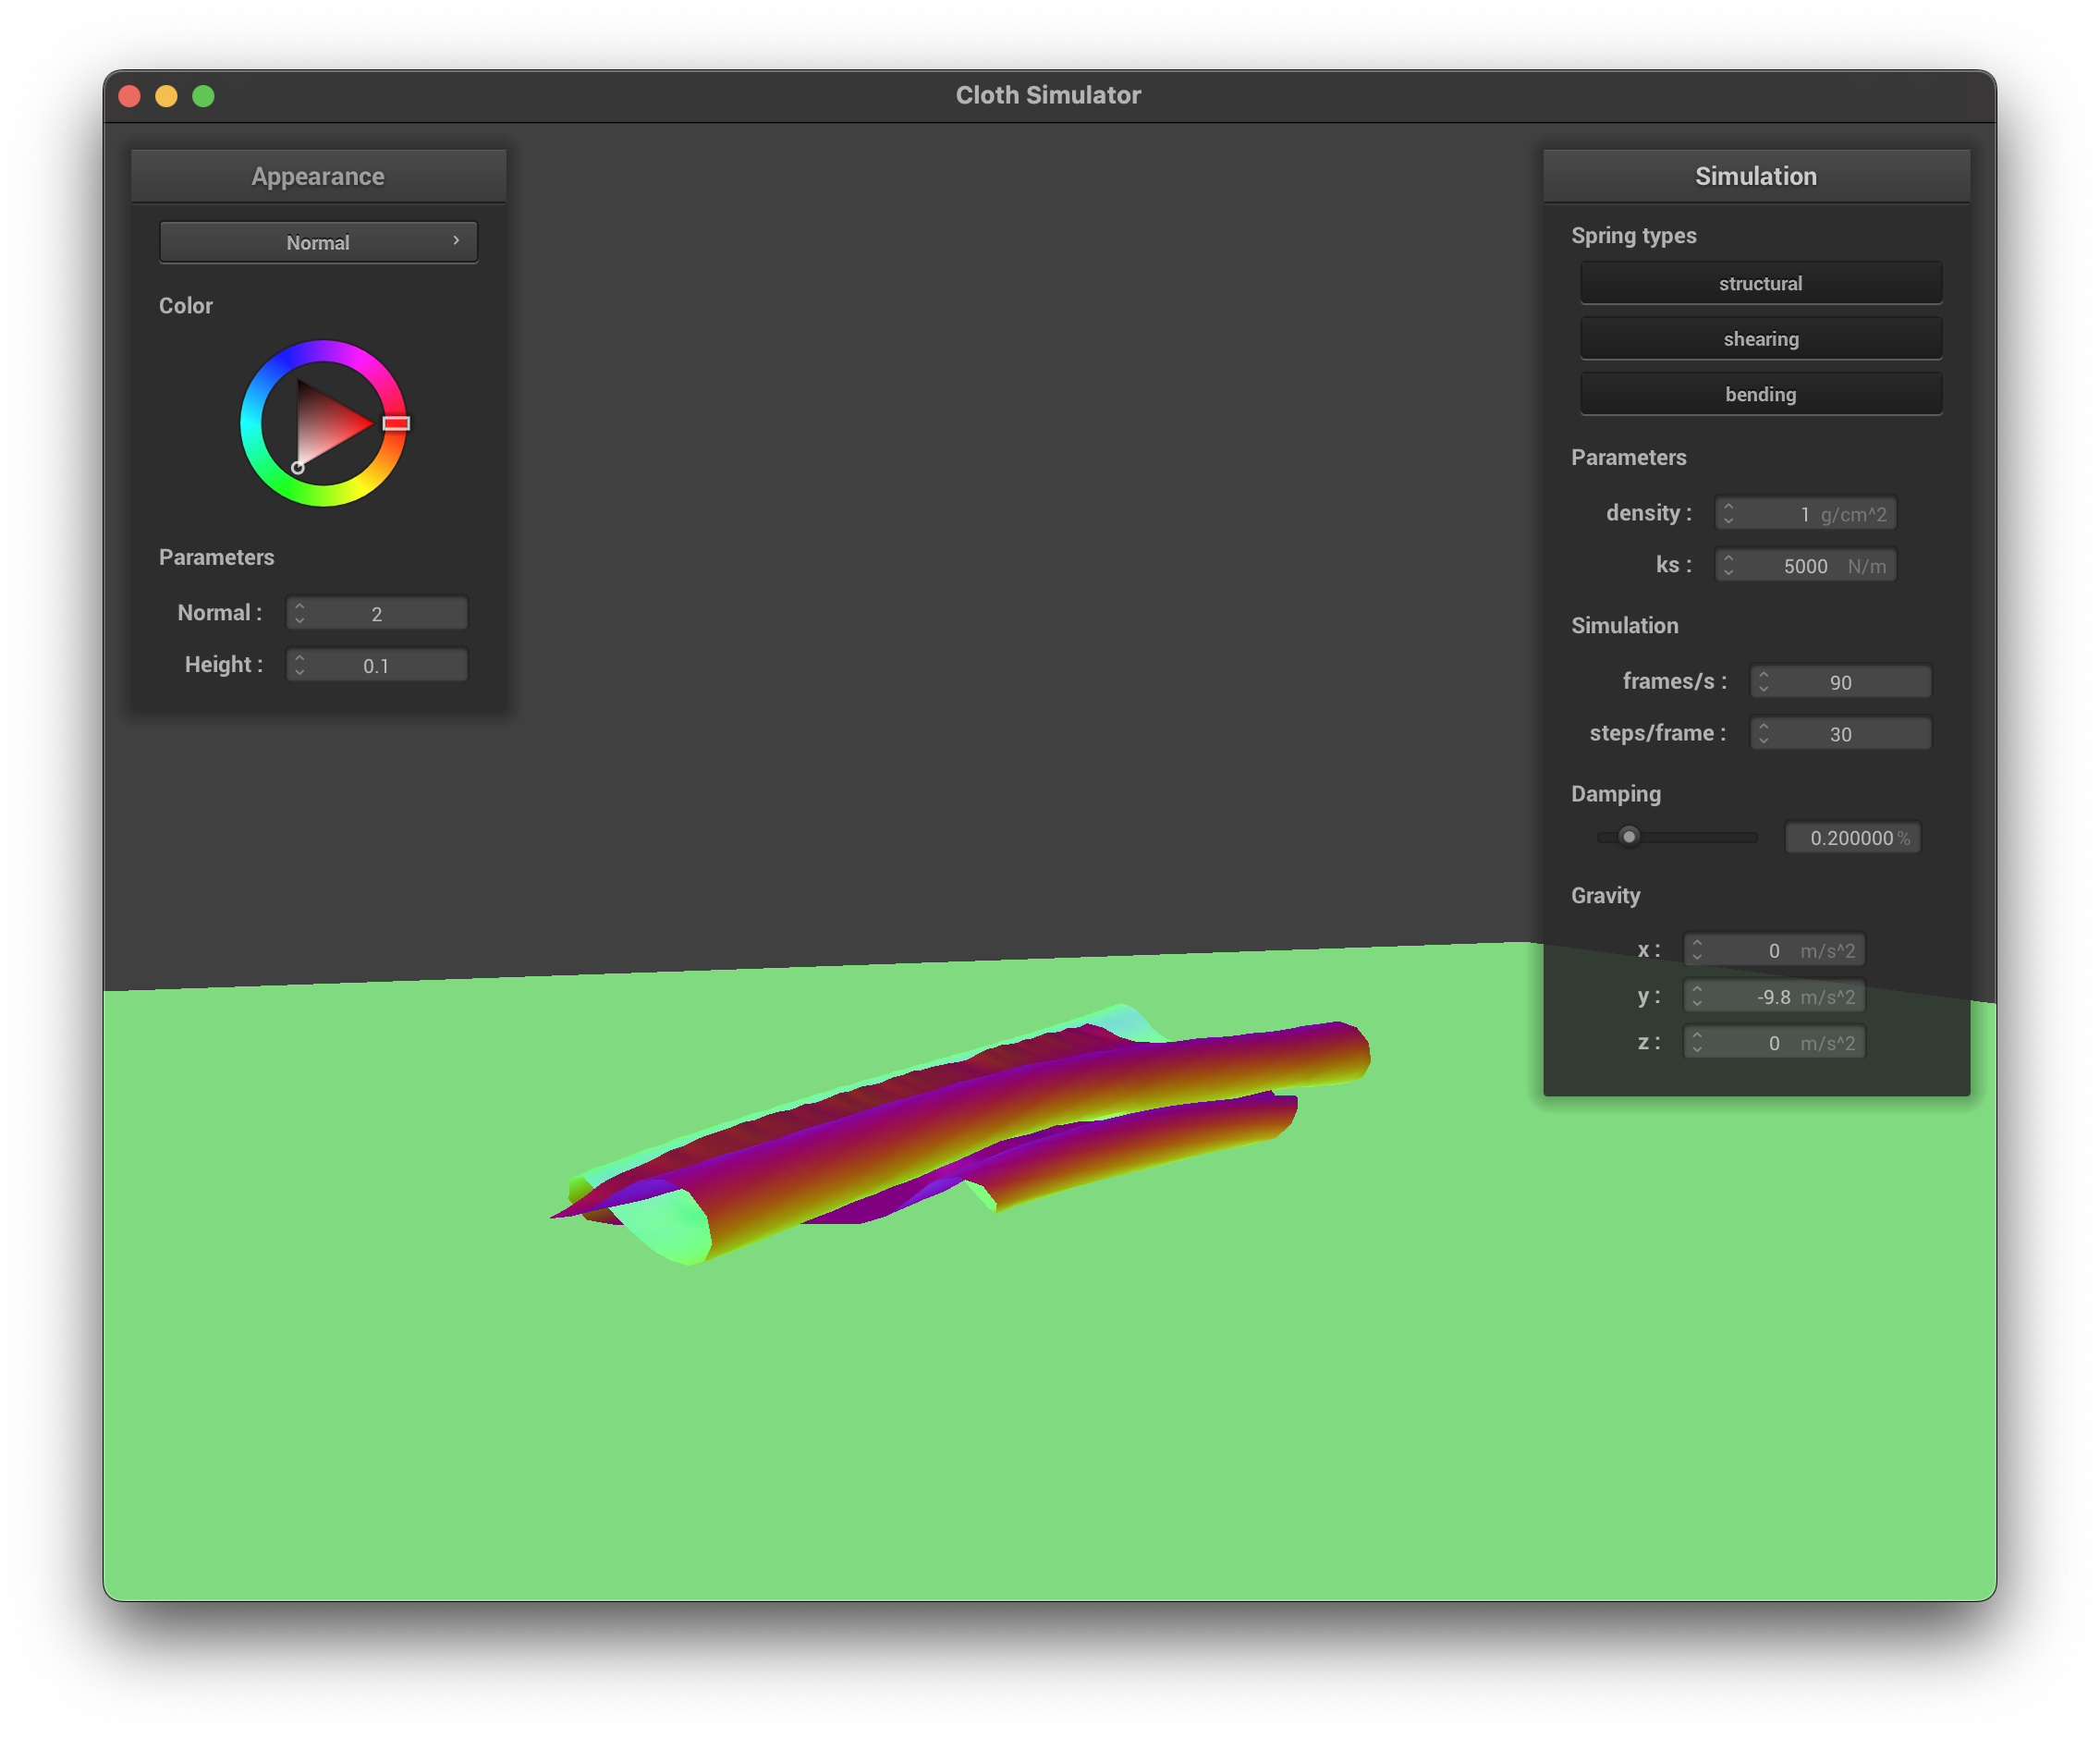 Cloth Simulator
Appearance
Normal
Color
Parameters
Normal : 2
Height : 0.1
Simulation
Spring types
structural
shearing
bending
Parameters
density : 1 g/cm^2
ks : 5000 N/m
Simulation
frames/s : 90
steps/frame : 30
Damping
0.200000 %
Gravity
x : 0 m/s^2
y : -9.8 m/s^2
z : 0 m/s^2